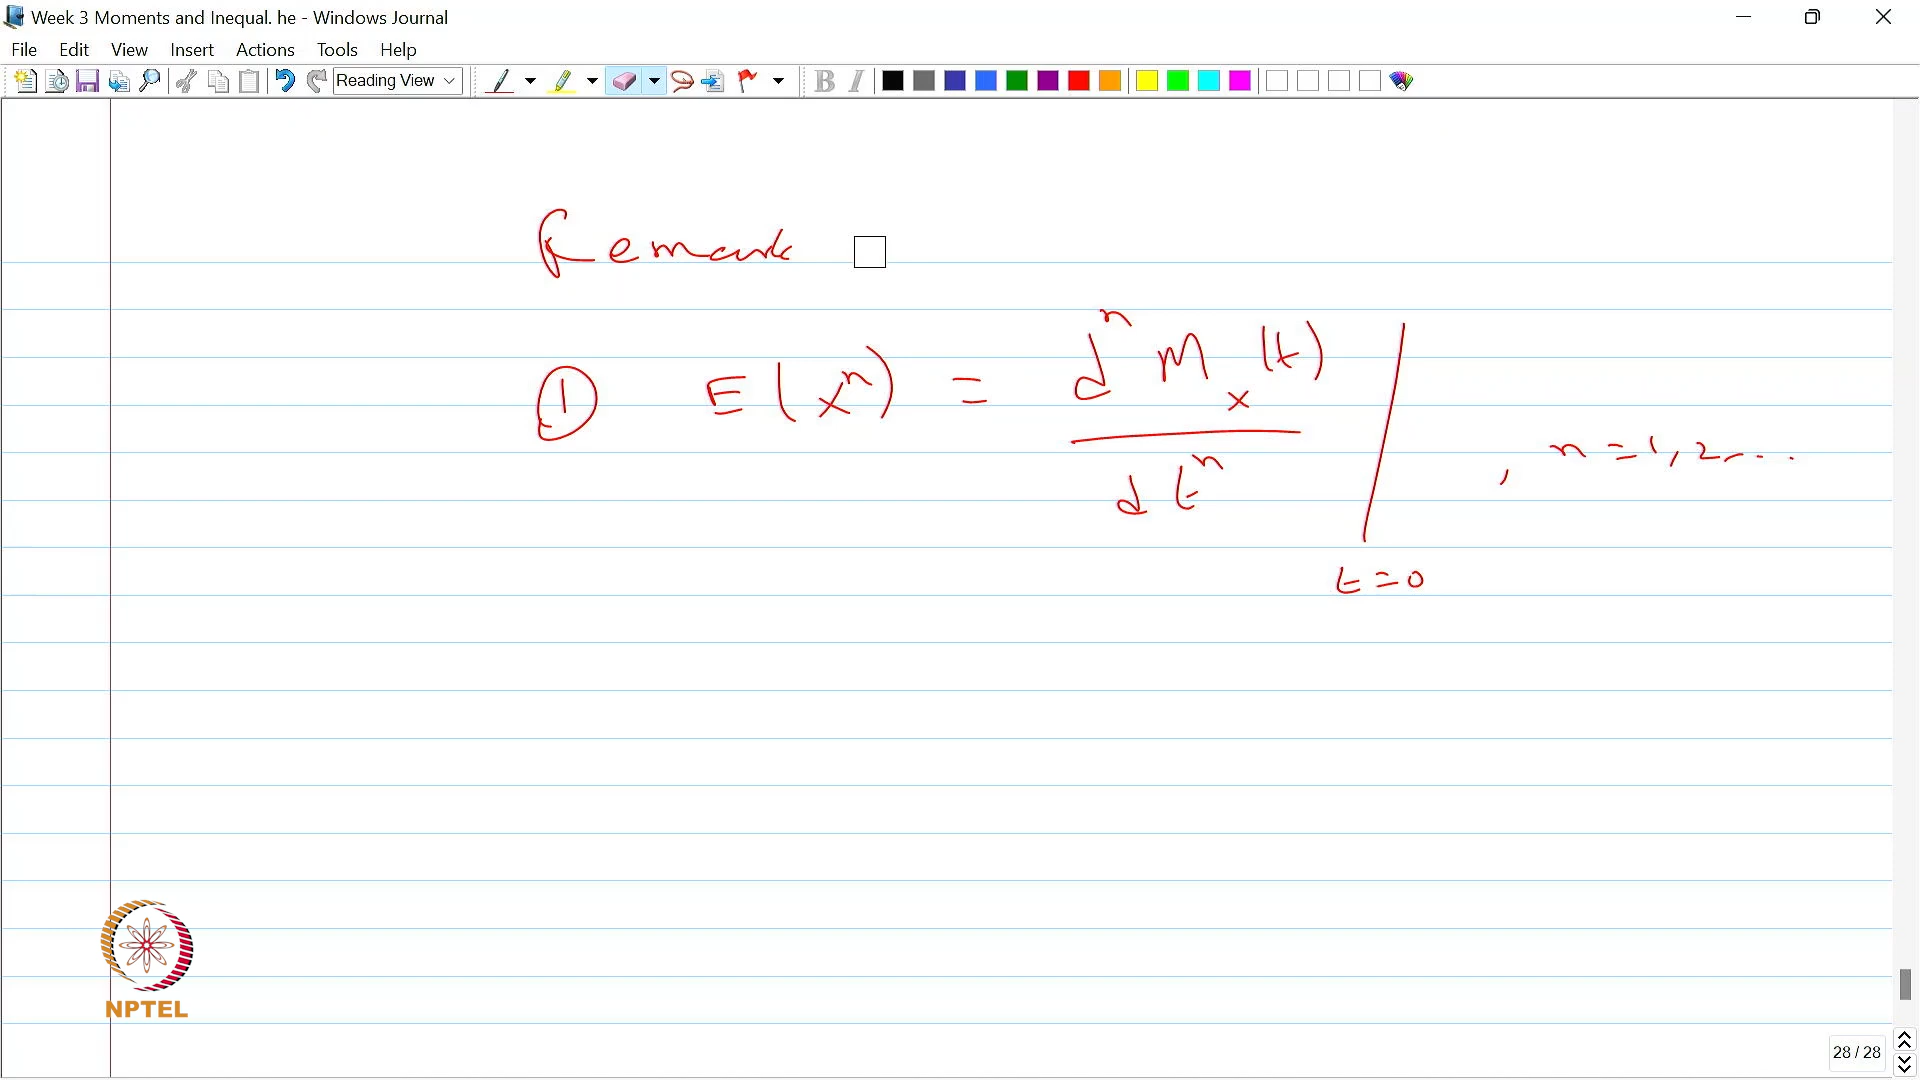 Week 3 Moments and Inequal. he - Windows Journal
File Edit View Insert Actions Tools Help
Reading View B I
Remark
① E(X^n) = d^n M_X(t) / dt^n |_{t=0} , n=1,2,...
NPTEL
28 / 28